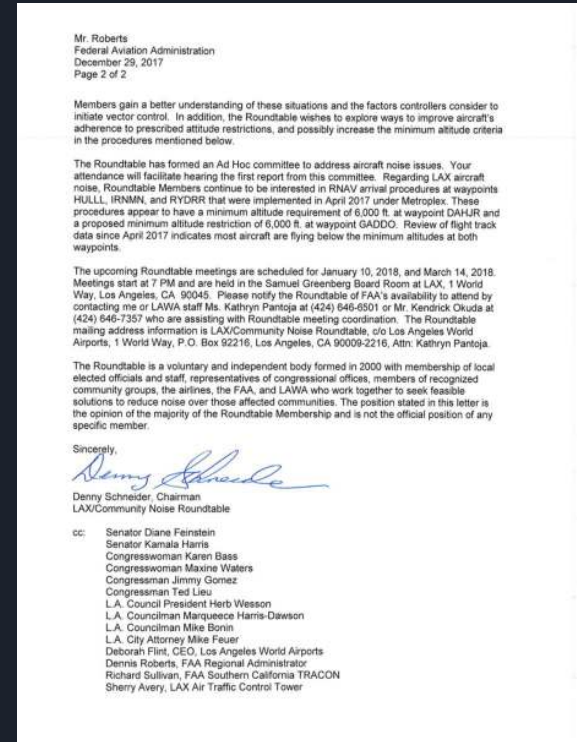 Mr. Roberts
Federal Aviation Administration
December 29, 2017
Page 2 of 2
Members gain a better understanding of these situations and the factors controllers consider to
initiate vector control. In addition, the Roundtable wishes to explore ways to improve aircraft's
adherence to prescribed attitude restrictions, and possibly increase the minimum altitude criteria
in the procedures mentioned below.
The Roundtable has formed an Ad Hoc committee to address aircraft noise issues. Your
attendance will facilitate hearing the first report from this committee. Regarding LAX aircraft
noise, Roundtable Members continue to be interested in RNAV arrival procedures at waypoints
HULLL, IRNMN, and RYDRR that were implemented in April 2017 under Metroplex. These
procedures appear to have a minimum altitude requirement of 6,000 ft. at waypoint DAHJR and
a proposed minimum altitude restriction of 6,000 ft. at waypoint GADDO. Review of flight track
data since April 2017 indicates most aircraft are flying below the minimum altitudes at both
waypoints.
The upcoming Roundtable meetings are scheduled for January 10, 2018, and March 14, 2018.
Meetings start at 7 PM and are held in the Samuel Greenberg Board Room at LAX, 1 World
Way, Los Angeles, CA 90045. Please notify the Roundtable of FAA's availability to attend by
contacting me or LAWA staff Ms. Kathryn Pantoja at (424) 646-6501 or Mr. Kendrick Okuda at
(424) 646-7357 who are assisting with Roundtable meeting coordination. The Roundtable
mailing address information is LAX/Community Noise Roundtable, c/o Los Angeles World
Airports, 1 World Way, P.O. Box 92216, Los Angeles, CA 90009-2216, Attn: Kathryn Pantoja.
The Roundtable is a voluntary and independent body formed in 2000 with membership of local
elected officials and staff, representatives of congressional offices, members of recognized
community groups, the airlines, the FAA, and LAWA who work together to seek feasible
solutions to reduce noise over those affected communities. The position stated in this letter is
the opinion of the majority of the Roundtable Membership and is not the official position of any
specific member.
Sincerely,
Denny Schneider
Denny Schneider, Chairman
LAX/Community Noise Roundtable
cc: Senator Diane Feinstein
Senator Kamala Harris
Congresswoman Karen Bass
Congresswoman Maxine Waters
Congressman Jimmy Gomez
Congressman Ted Lieu
L.A. Council President Herb Wesson
L.A. Councilman Marqueece Harris-Dawson
L.A. Councilman Mike Bonin
L.A. City Attorney Mike Feuer
Deborah Flint, CEO, Los Angeles World Airports
Dennis Roberts, FAA Regional Administrator
Richard Sullivan, FAA Southern California TRACON
Sherry Avery, LAX Air Traffic Control Tower